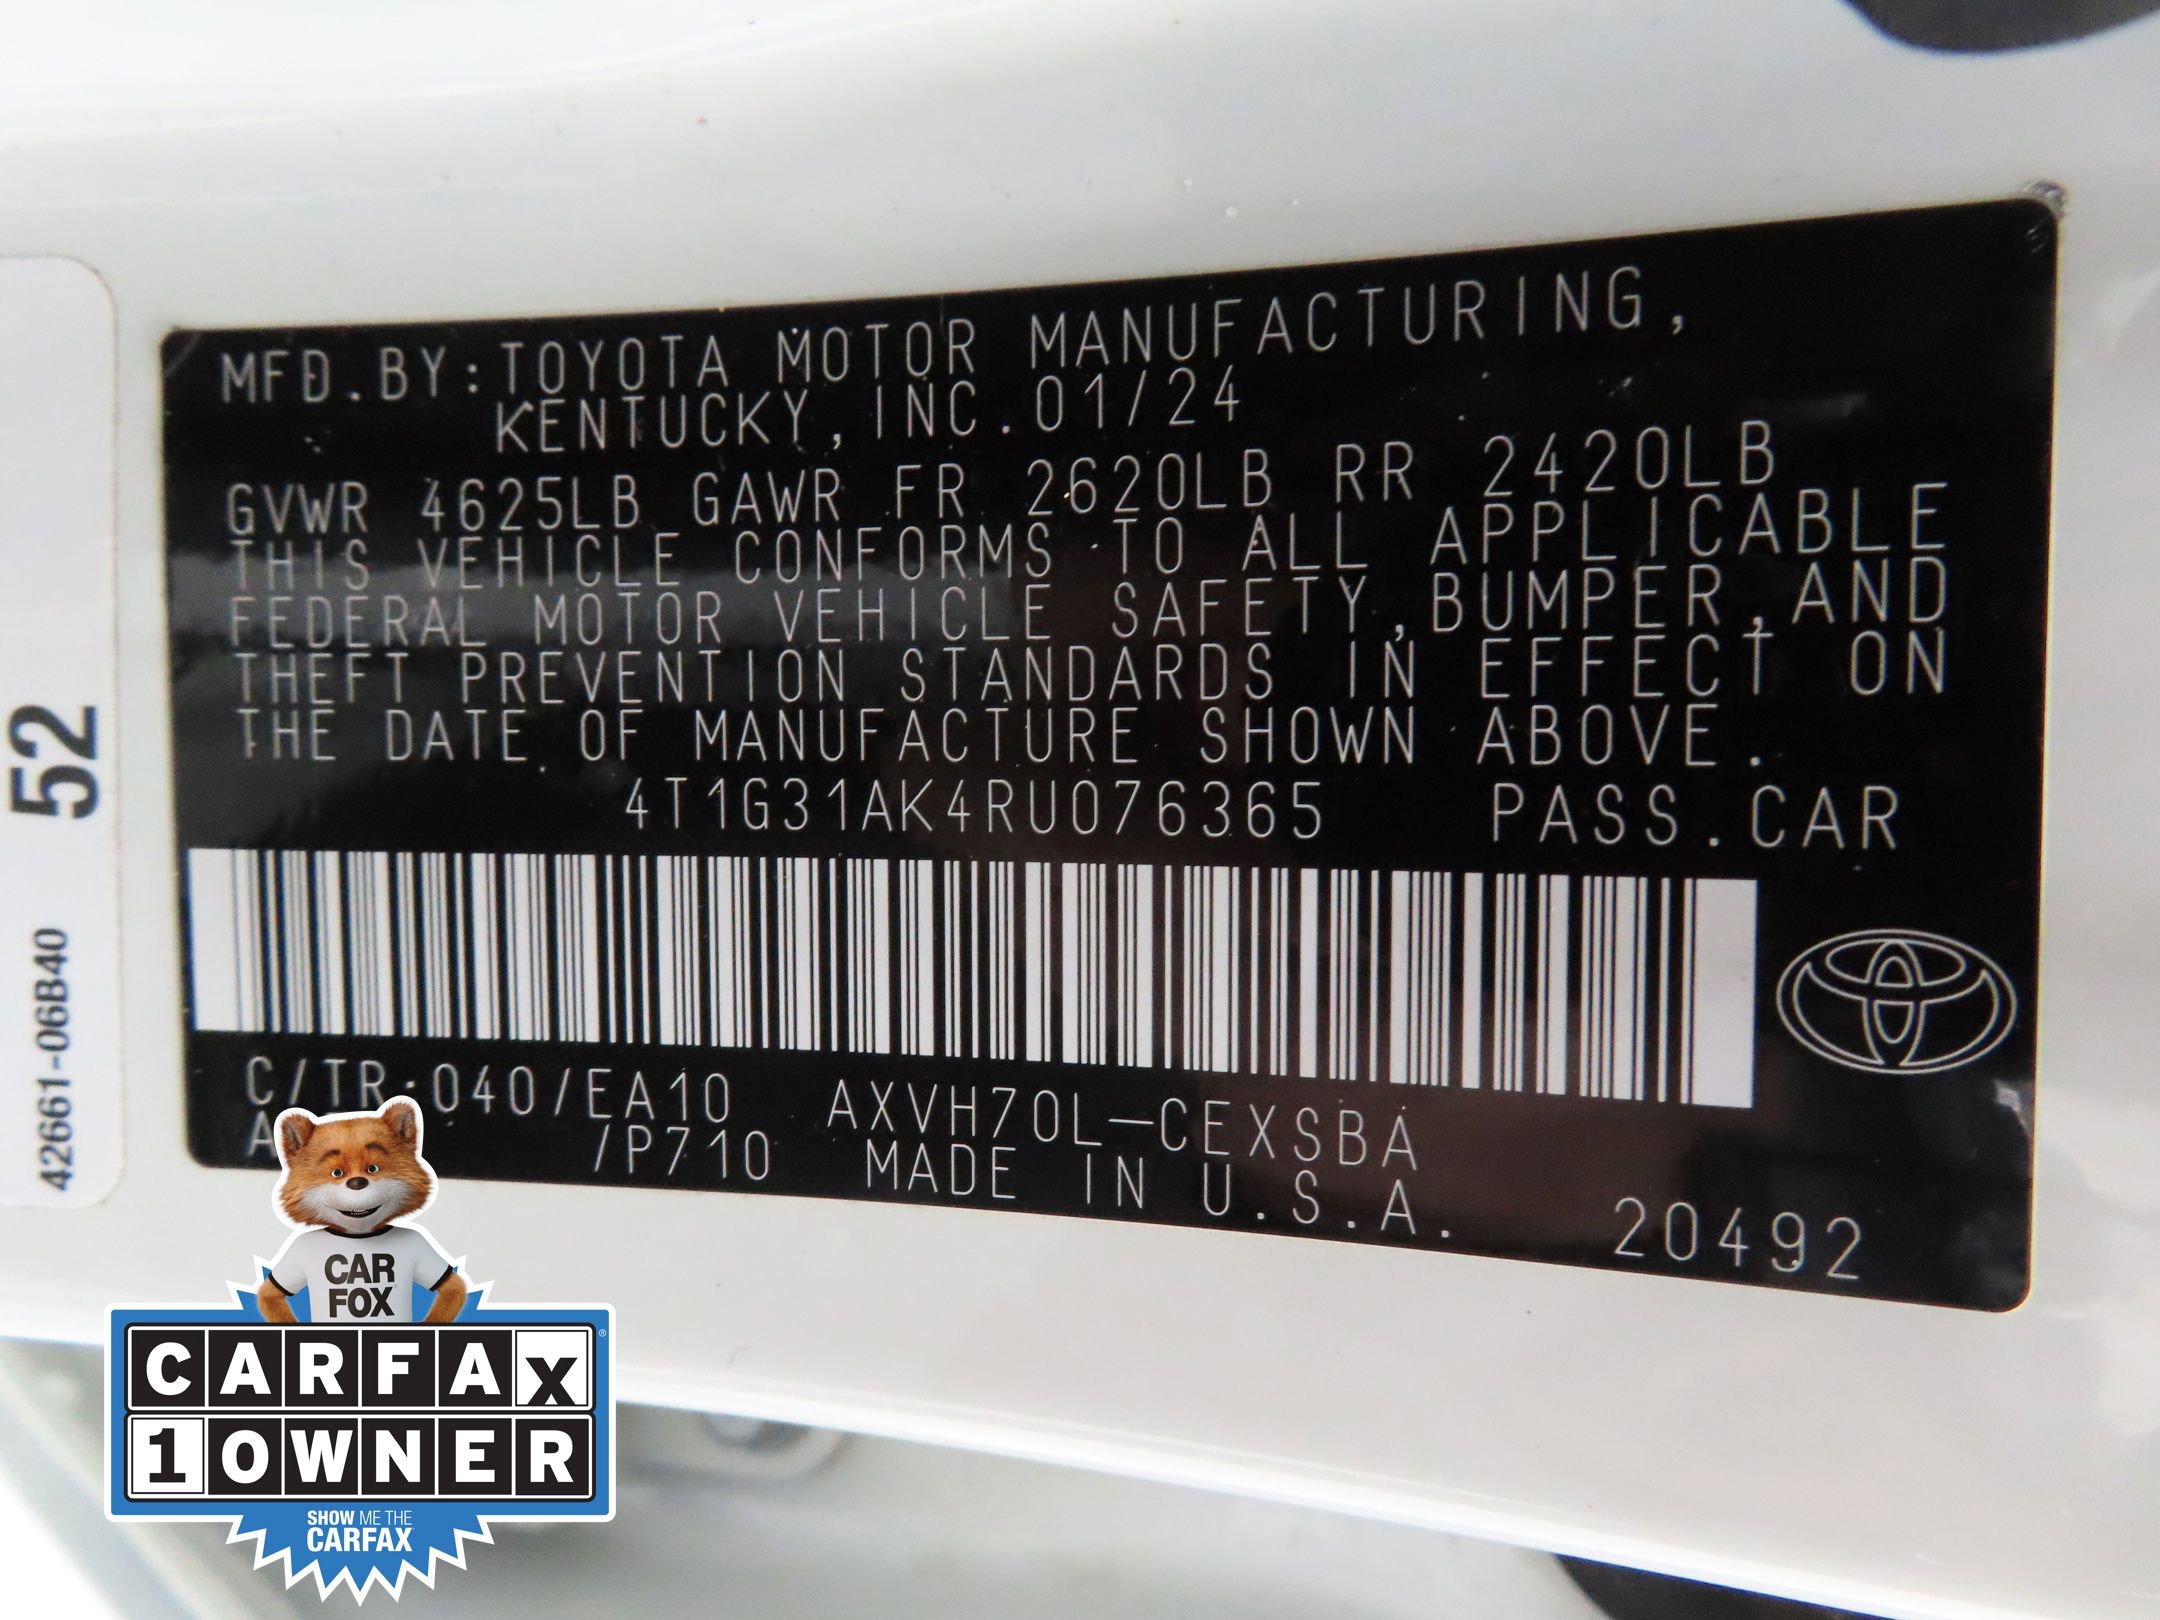 MFD.BY:TOYOTA MOTOR MANUFACTURING,
KENTUCKY, INC. 01/24
GVWR 4625LB GAWR FR 2620LB RR 2420LB
THIS VEHICLE CONFORMS TO ALL APPLICABLE
FEDERAL MOTOR VEHICLE SAFETY,BUMPER,AND
THEFT PREVENTION STANDARDS IN EFFECT ON
THE DATE OF MANUFACTURE SHOWN ABOVE.
4T1G31AK4RU076365 PASS.CAR
C/TR:040/EA10 AXVH70L-CEXSBA
/P710 MADE IN U.S.A.
20492
52
42661-06B40
CAR
FOX
CARFAX
1 OWNER
SHOW ME THE
CARFAX